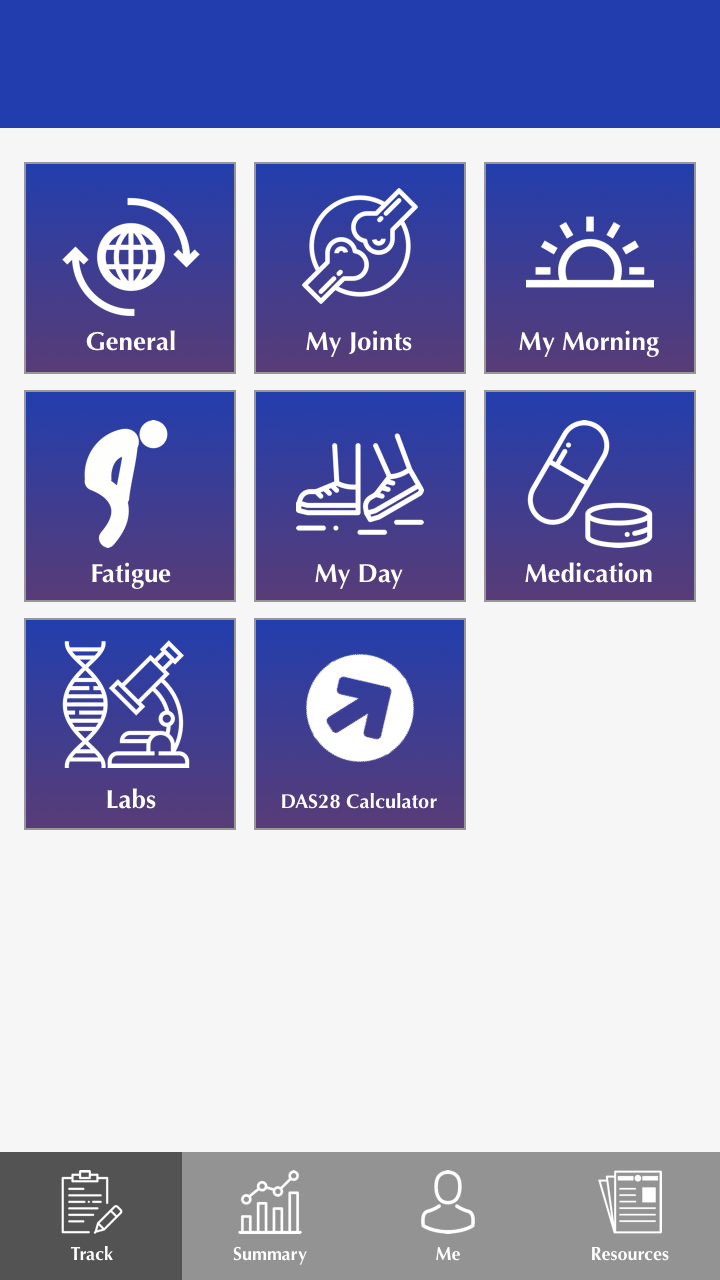 General
My Joints
My Morning
Fatigue
My Day
Medication
Labs
DAS28 Calculator
Track
Summary
Me
Resources